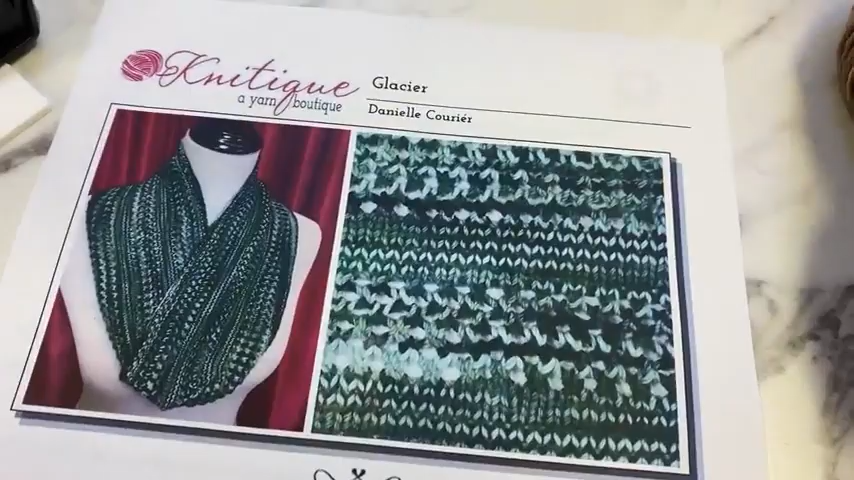 Knitique
a yarn boutique
Glacier
Danielle Couriér